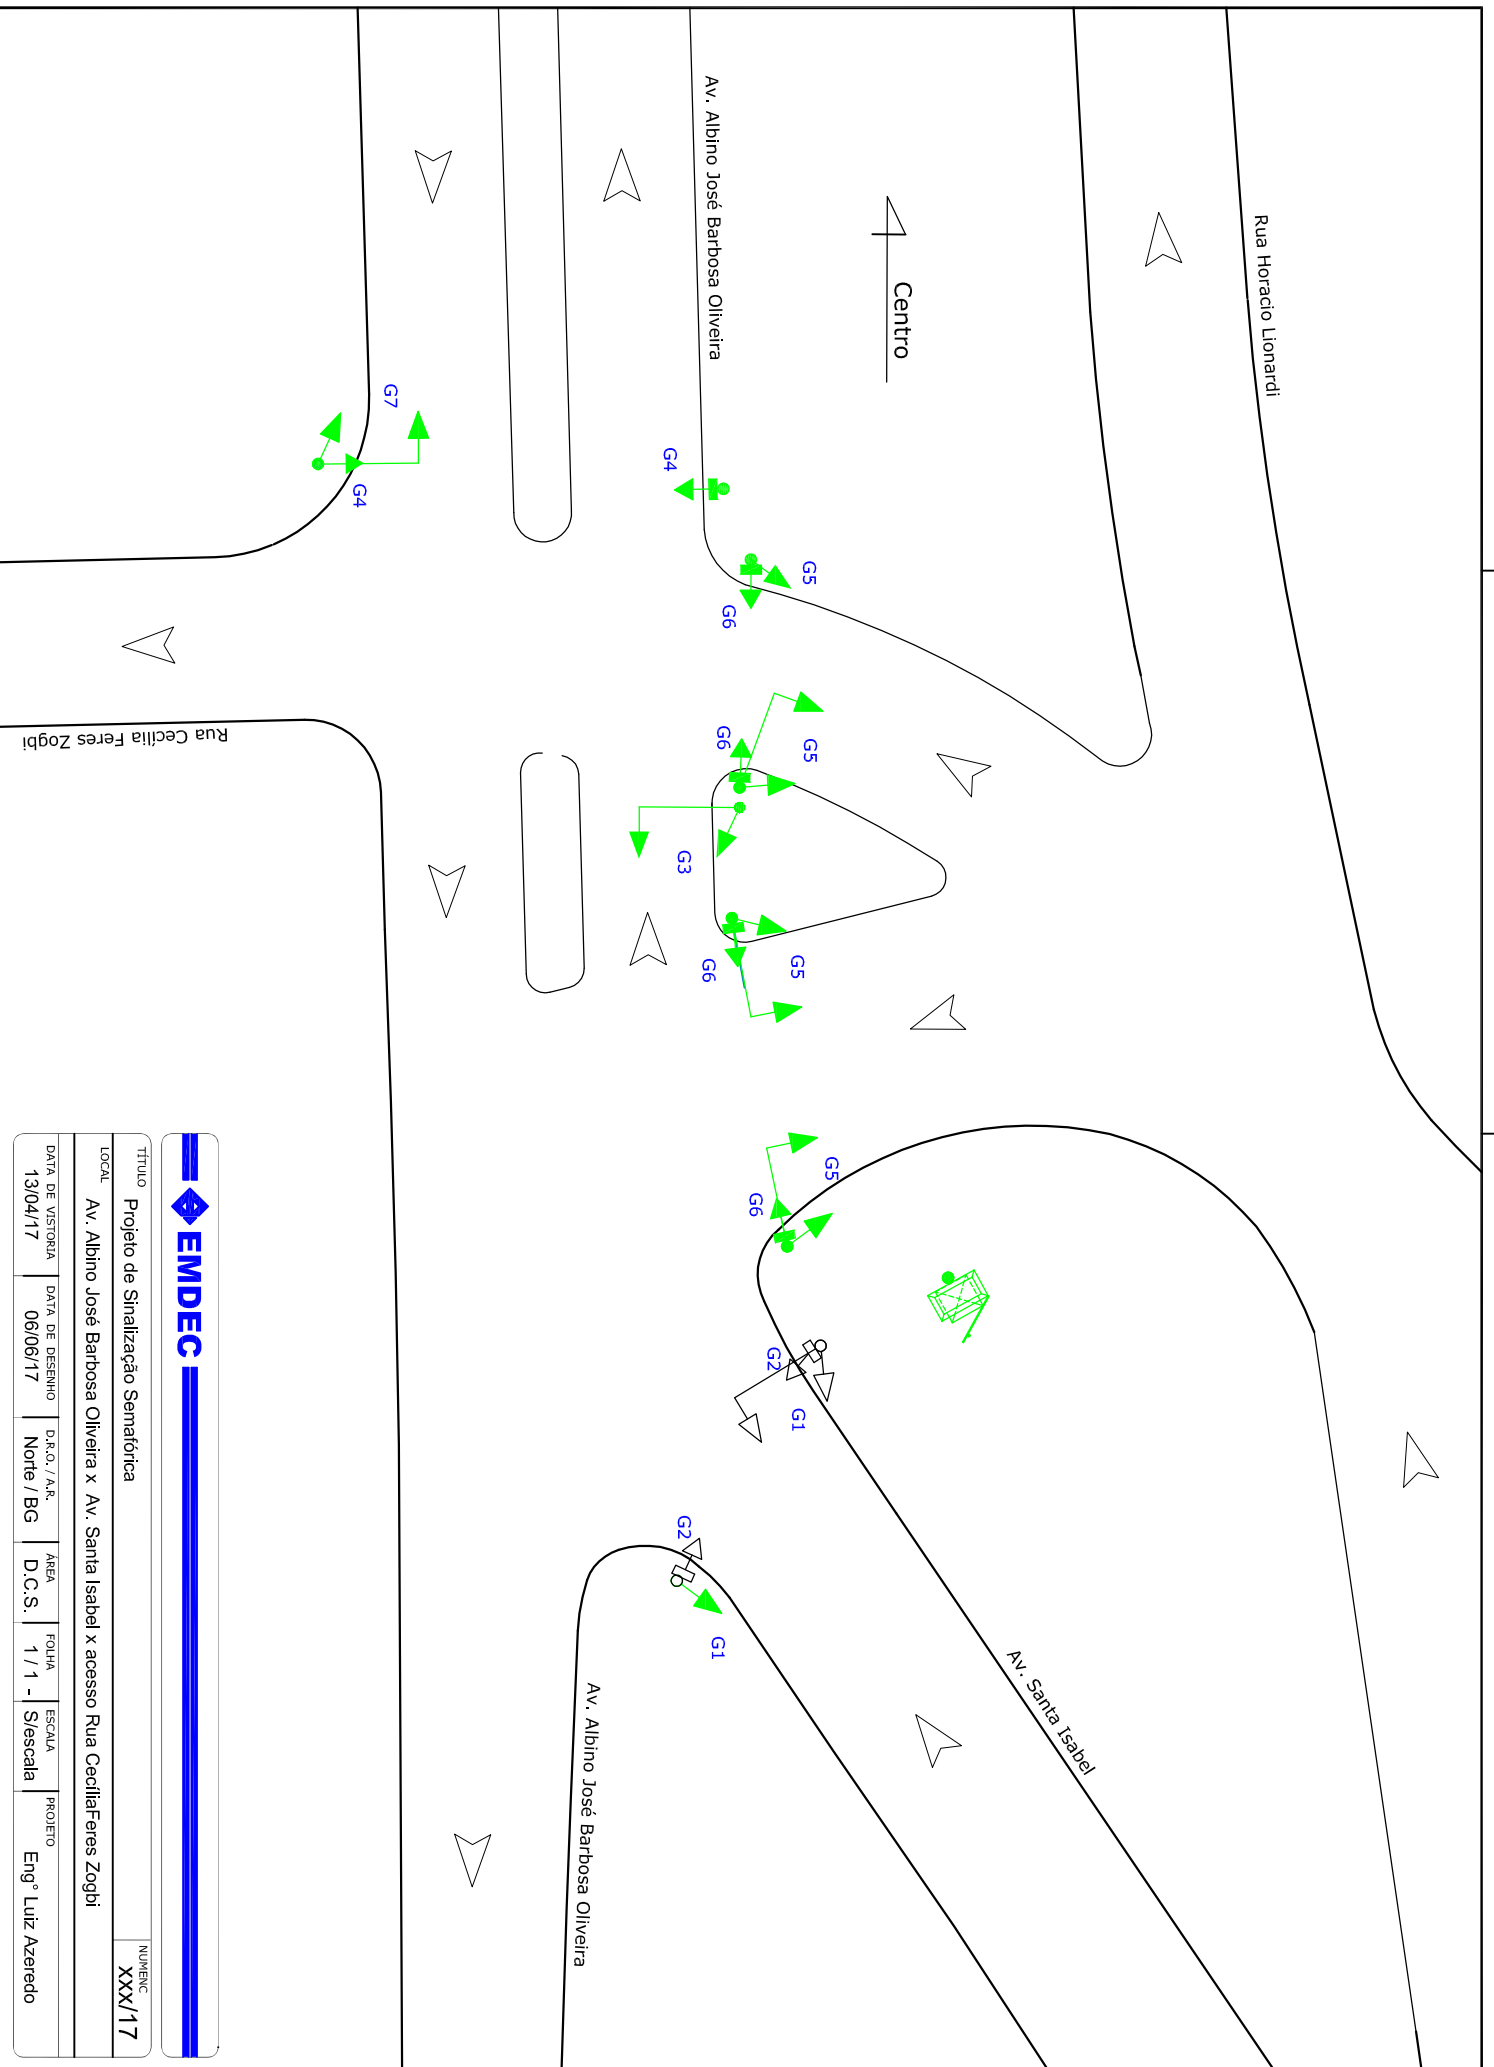 Rua Horacio Lionardi
Centro
Av. Albino José Barbosa Oliveira
G7
G4
G4
G5
G6
G6
G5
G3
G6
G5
G5
G6
G2
G1
G2
G1
Rua Cecília Feres Zogbi
Av. Santa Isabel
Av. Albino José Barbosa Oliveira
EMDEC
TÍTULO
Projeto de Sinalização Semafórica
NUMENC
xxx/17
LOCAL
Av. Albino José Barbosa Oliveira x Av. Santa Isabel x acesso Rua CecíliaFeres Zogbi
DATA DE VISTORIA
13/04/17
DATA DE DESENHO
06/06/17
D.R.O. / A.R.
Norte / BG
ÁREA
D.C.S.
FOLHA
1 / 1 -
ESCALA
S/escala
PROJETO
Eng° Luiz Azeredo